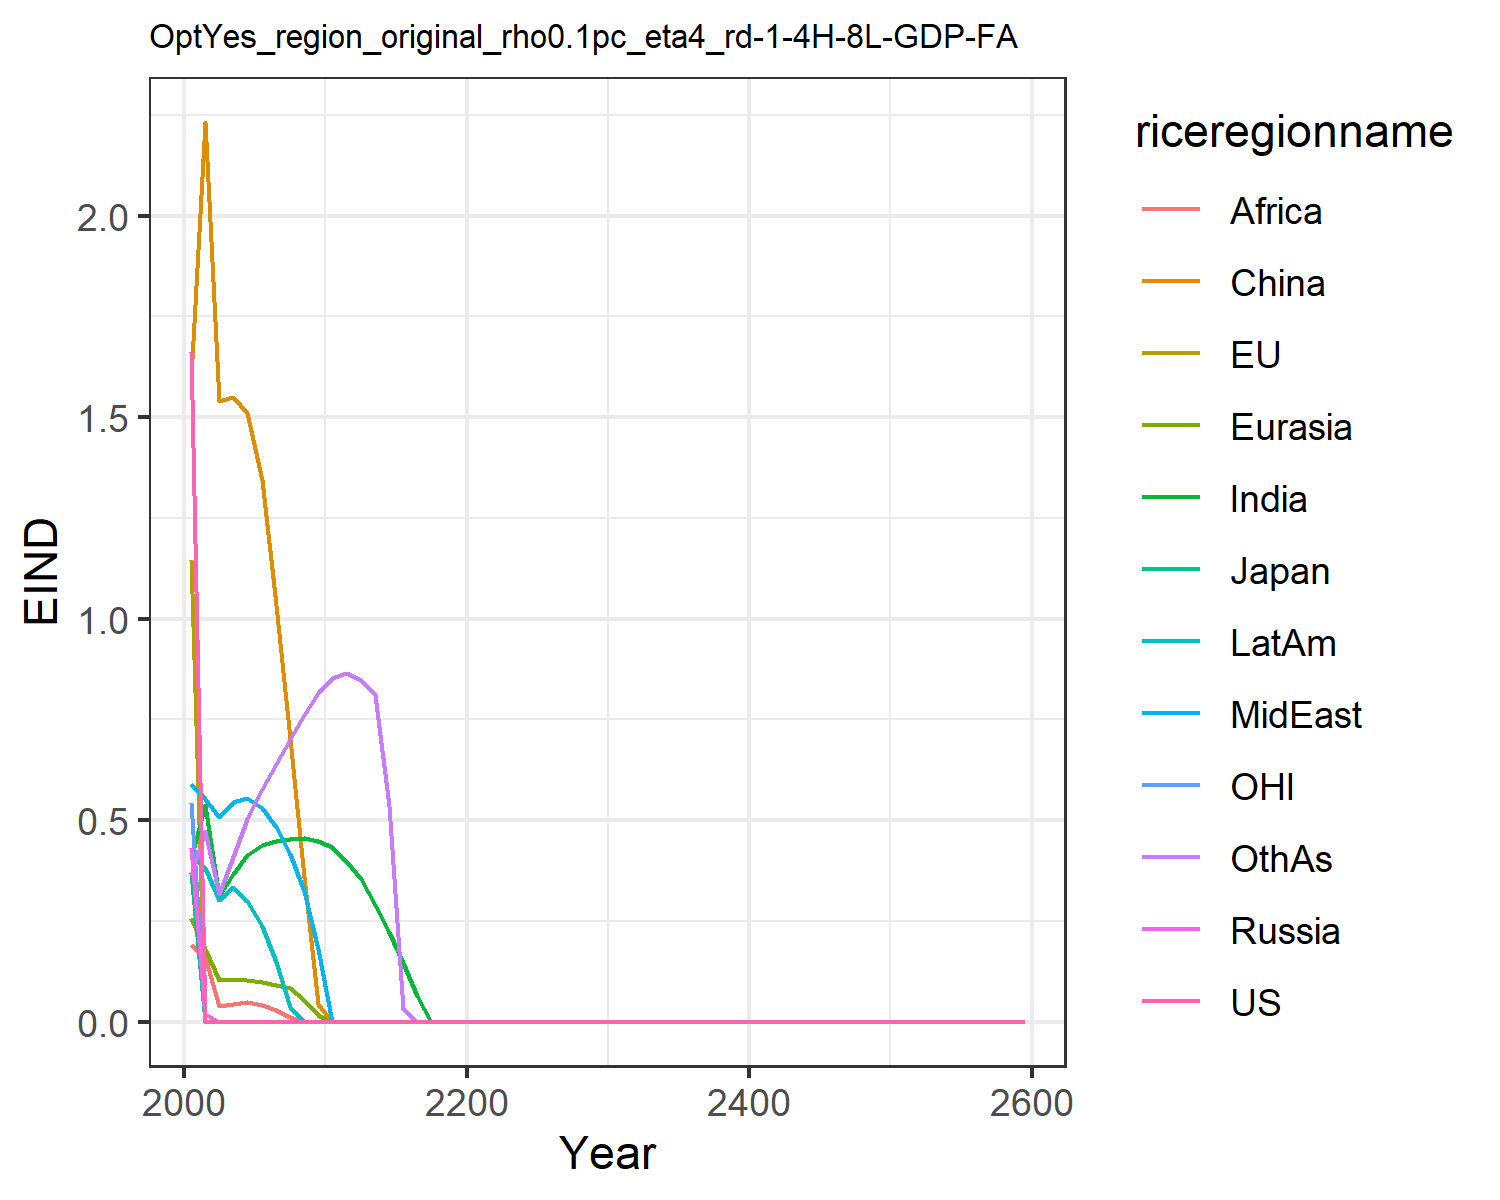 OptYes_region_original_rho0.1pc_eta4_rd-1-4H-8L-GDP-FA
riceregionname
Africa
China
EU
Eurasia
India
Japan
LatAm
MidEast
OHI
OthAs
Russia
US
EIND
2.0
1.5
1.0
0.5
0.0
2000 2200 2400 2600
Year